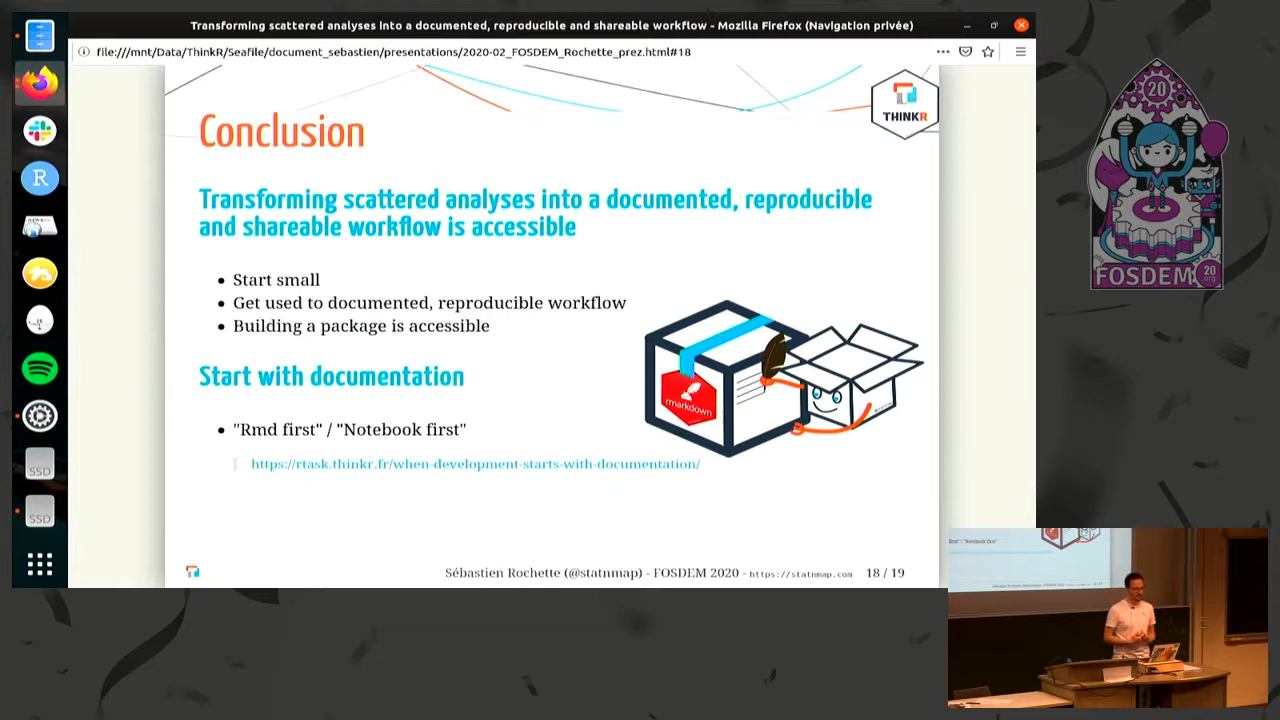 Transforming scattered analyses into a documented, reproducible and shareable workflow - Mozilla Firefox (Navigation privée)
file:///mnt/Data/ThinkR/Seafile/document_sebastien/presentations/2020-02_FOSDEM_Rochette_prez.html#18
THINKR
Conclusion
Transforming scattered analyses into a documented, reproducible
and shareable workflow is accessible
Start small
Get used to documented, reproducible workflow
Building a package is accessible
Start with documentation
"Rmd first" / "Notebook first"
https://rtask.thinkr.fr/when-development-starts-with-documentation/
rmarkdown
Sébastien Rochette (@statnmap) - FOSDEM 2020 - https://statnmap.com 18 / 19
R
SSD
SSD
20
FOSDEM
20
.org